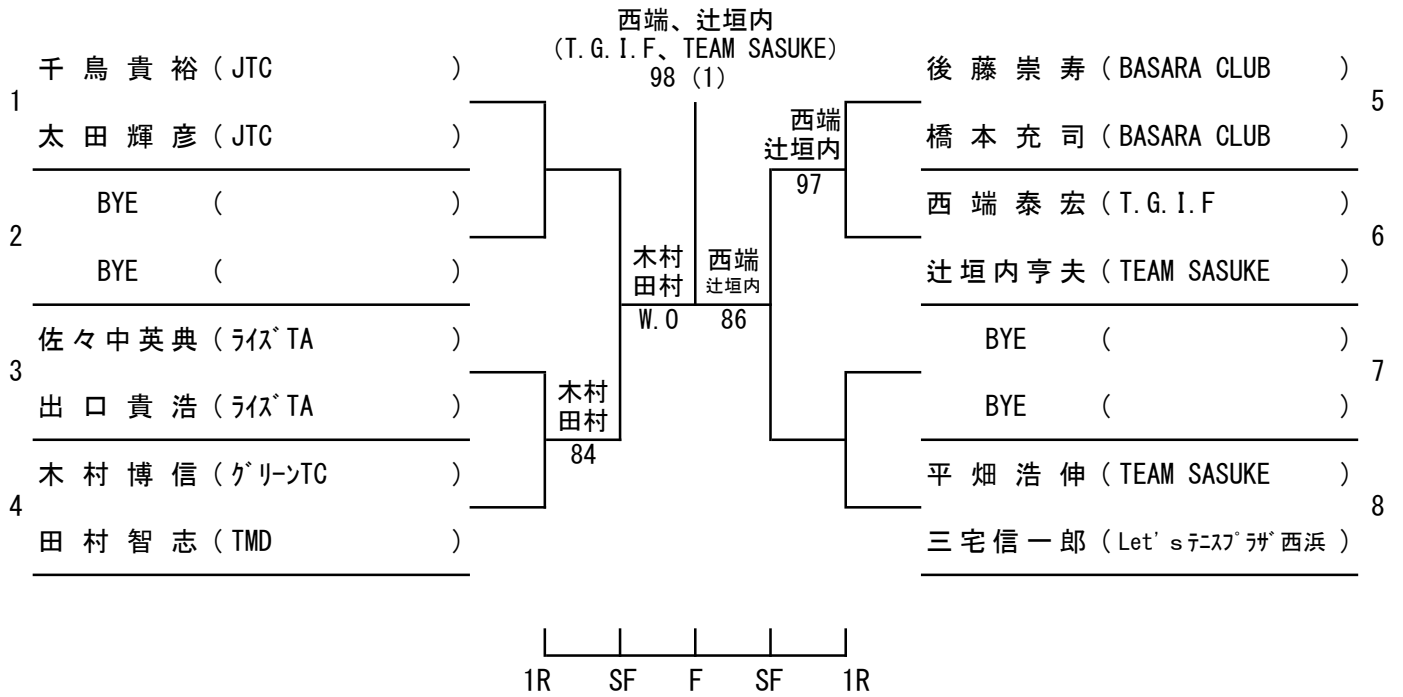 西端、辻垣内
(T.G.I.F、TEAM SASUKE)
98 (1)
1
千 鳥 貴 裕 ( JTC )
太 田 輝 彦 ( JTC )
2
BYE ( )
BYE ( )
3
佐々中英典 ( ﾗｲｽﾞTA )
出 口 貴 浩 ( ﾗｲｽﾞTA )
4
木 村 博 信 ( ｸﾞﾘｰﾝTC )
田 村 智 志 ( TMD )
木村
田村
84
木村
田村
W.O
西端
辻垣内
86
西端
辻垣内
97
後 藤 崇 寿 ( BASARA CLUB )
橋 本 充 司 ( BASARA CLUB )
5
西 端 泰 宏 ( T.G.I.F )
辻垣内亨夫 ( TEAM SASUKE )
6
BYE ( )
BYE ( )
7
平 畑 浩 伸 ( TEAM SASUKE )
三宅信一郎 ( Let'sﾃﾆｽﾌﾟﾗｻﾞ西浜 )
8
1R SF F SF 1R